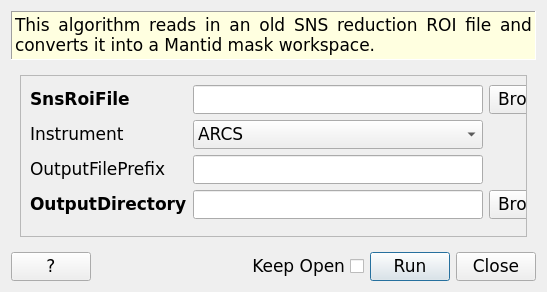 This algorithm reads in an old SNS reduction ROI file and
converts it into a Mantid mask workspace.
SnsRoiFile Bro
Instrument ARCS
OutputFilePrefix
OutputDirectory Bro
? Keep Open Run Close